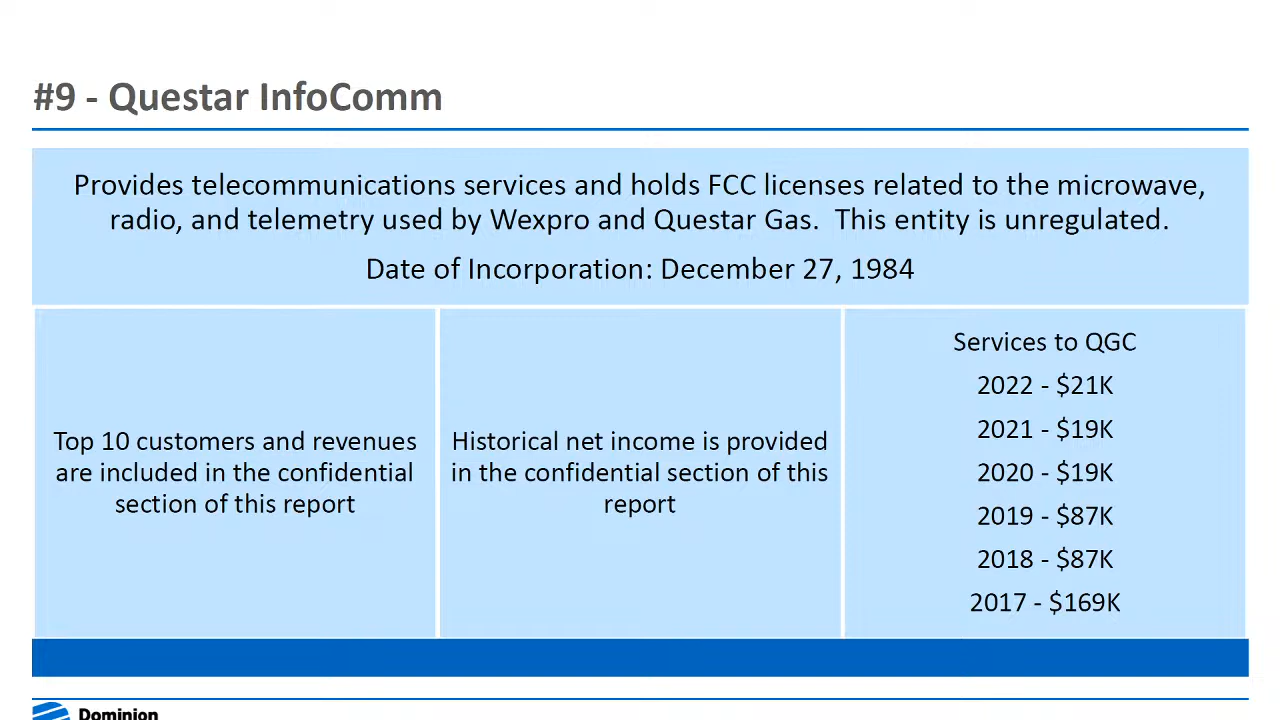 #9 - Questar InfoComm
Provides telecommunications services and holds FCC licenses related to the microwave,
radio, and telemetry used by Wexpro and Questar Gas.  This entity is unregulated.
Date of Incorporation: December 27, 1984
Top 10 customers and revenues
are included in the confidential
section of this report
Historical net income is provided
in the confidential section of this
report
Services to QGC
2022 - $21K
2021 - $19K
2020 - $19K
2019 - $87K
2018 - $87K
2017 - $169K
Dominion